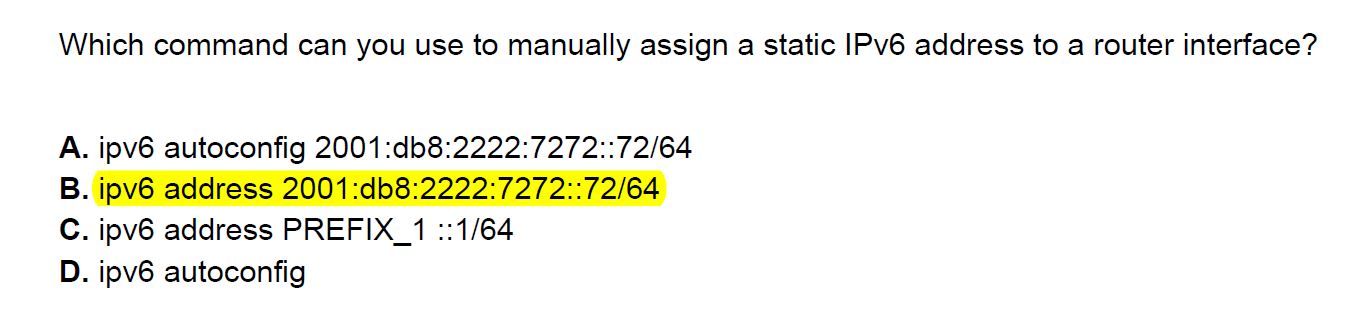 Which command can you use to manually assign a static IPv6 address to a router interface?
A. ipv6 autoconfig 2001:db8:2222:7272::72/64
B. ipv6 address 2001:db8:2222:7272::72/64
C. ipv6 address PREFIX_1 ::1/64
D. ipv6 autoconfig